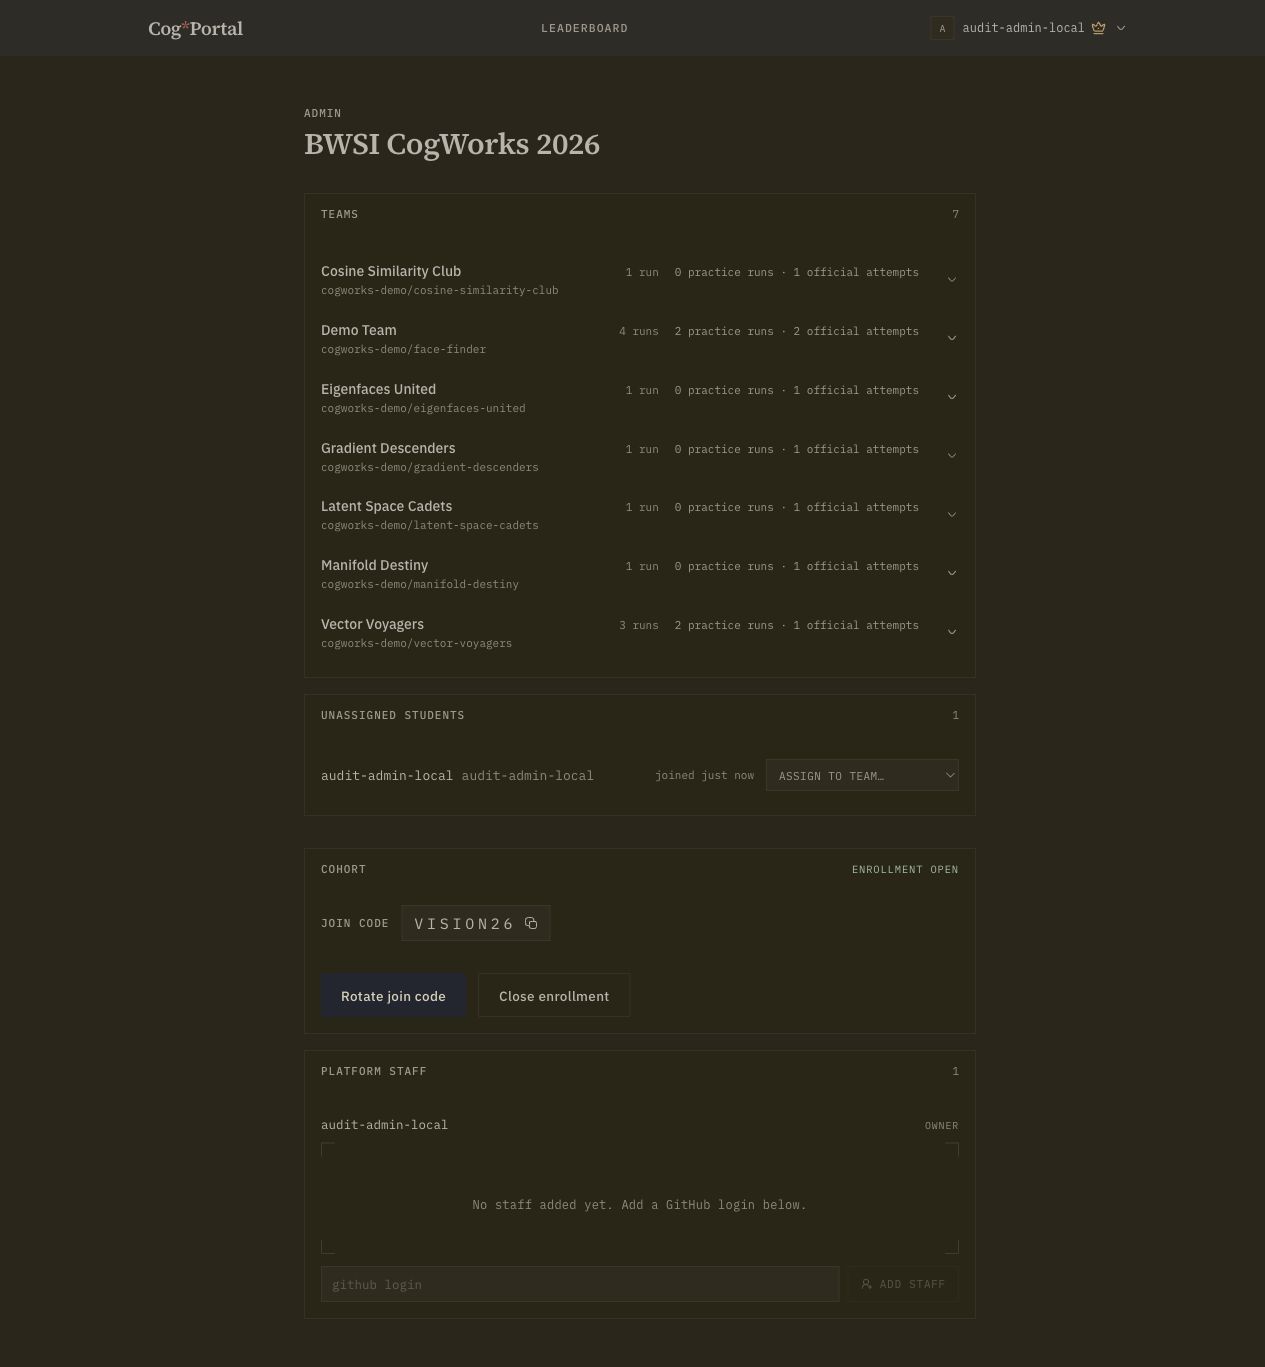 Cog*Portal
LEADERBOARD
A audit-admin-local
ADMIN
BWSI CogWorks 2026
TEAMS 7
Cosine Similarity Club 1 run 0 practice runs · 1 official attempts
cogworks-demo/cosine-similarity-club
Demo Team 4 runs 2 practice runs · 2 official attempts
cogworks-demo/face-finder
Eigenfaces United 1 run 0 practice runs · 1 official attempts
cogworks-demo/eigenfaces-united
Gradient Descenders 1 run 0 practice runs · 1 official attempts
cogworks-demo/gradient-descenders
Latent Space Cadets 1 run 0 practice runs · 1 official attempts
cogworks-demo/latent-space-cadets
Manifold Destiny 1 run 0 practice runs · 1 official attempts
cogworks-demo/manifold-destiny
Vector Voyagers 3 runs 2 practice runs · 1 official attempts
cogworks-demo/vector-voyagers
UNASSIGNED STUDENTS 1
audit-admin-local audit-admin-local joined just now ASSIGN TO TEAM…
COHORT ENROLLMENT OPEN
JOIN CODE VISION26
Rotate join code Close enrollment
PLATFORM STAFF 1
audit-admin-local OWNER
No staff added yet. Add a GitHub login below.
github login ADD STAFF